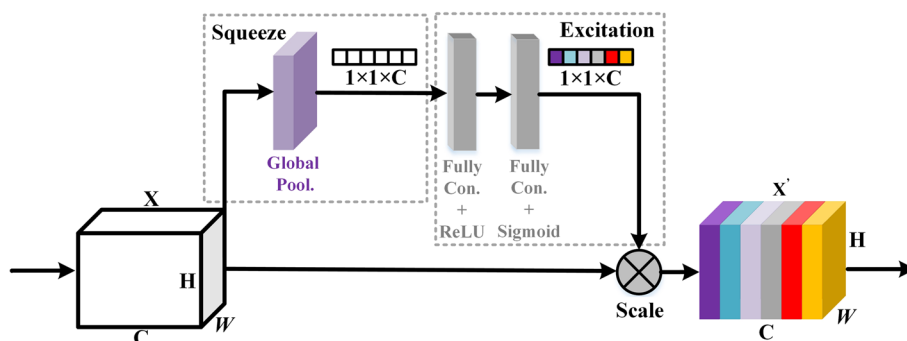 Squeeze
1×1×C
Global
Pool.
Excitation
1×1×C
Fully
Con.
+
ReLU
Fully
Con.
+
Sigmoid
X
H
W
C
Scale
X'
H
W
C